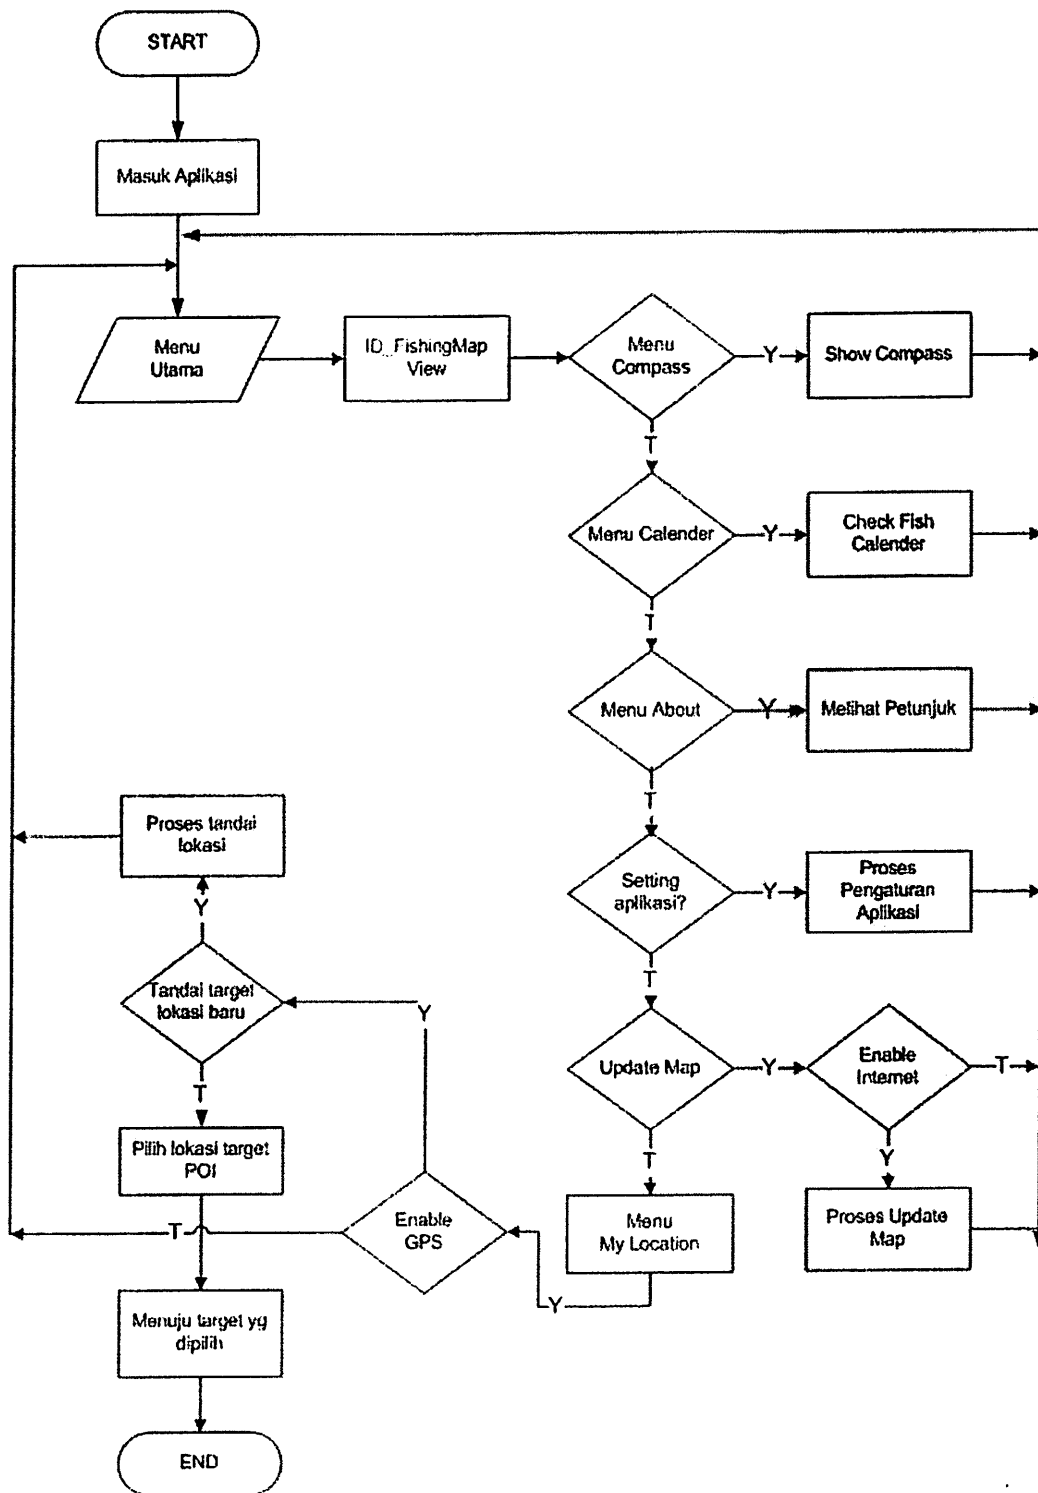 START
Masuk Aplikasi
Menu
Utama
ID_FishingMap
View
Menu
Compass
Y
Show Compass
T
Menu Calender
Y
Check Fish
Calender
T
Menu About
Y
Melihat Petunjuk
T
Setting
aplikasi?
Y
Proses
Pengaturan
Aplikasi
T
Update Map
Y
Enable
Internet
T
Y
Proses Update
Map
T
Menu
My Location
Y
Enable
GPS
T
Y
Tandai target
lokasi baru
Y
Proses tandai
lokasi
T
Pilih lokasi target
POI
Menuju target yg
dipilih
END